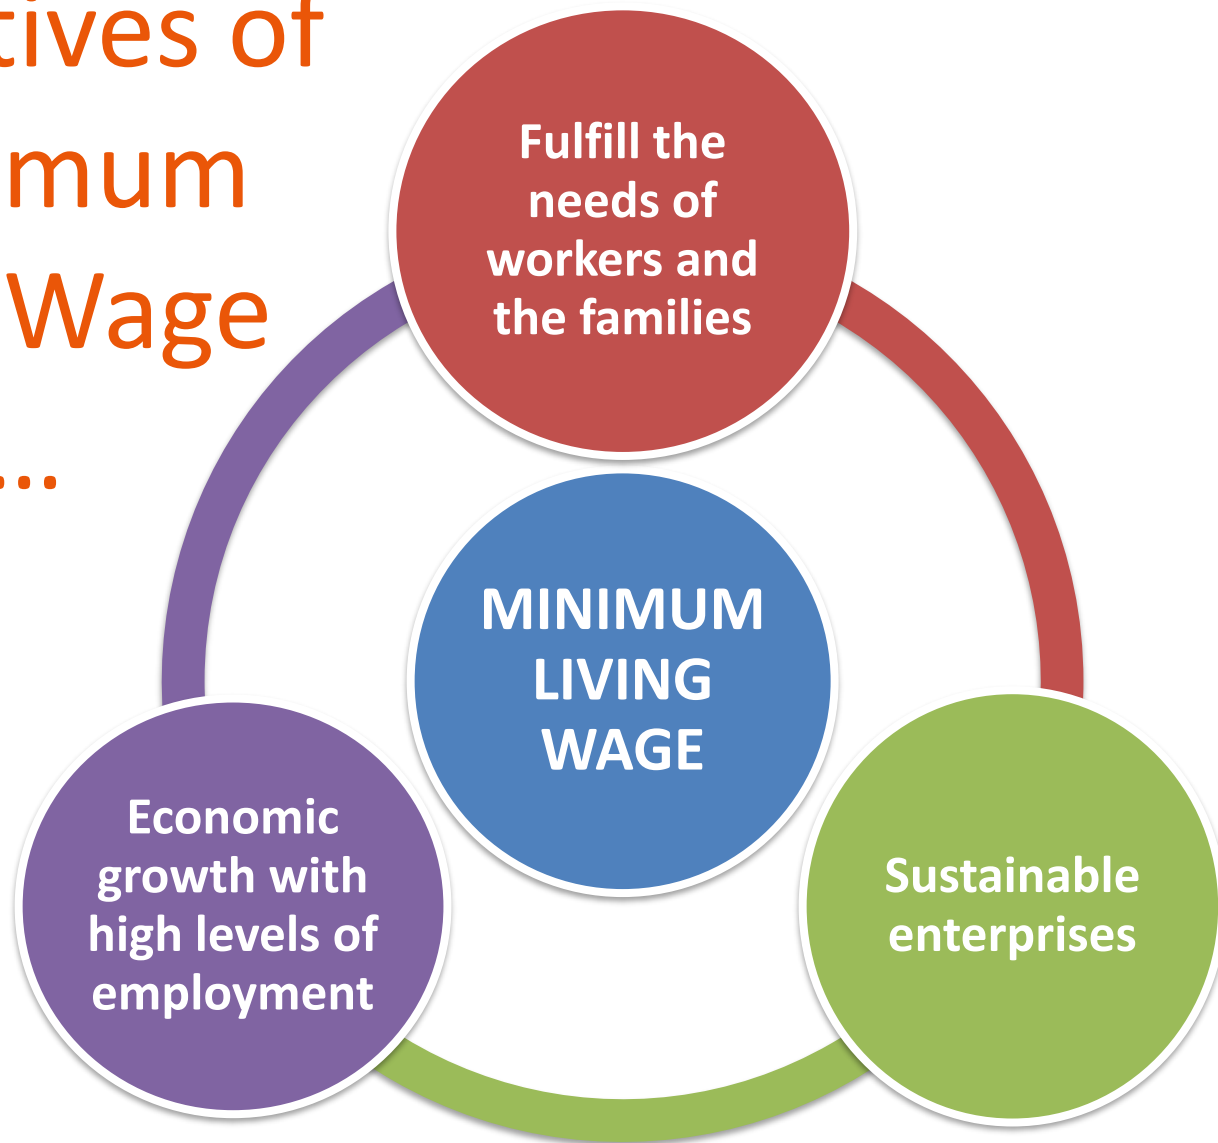 tives of
mum
Wage
...
Fulfill the
needs of
workers and
the families
MINIMUM
LIVING
WAGE
Economic
growth with
high levels of
employment
Sustainable
enterprises